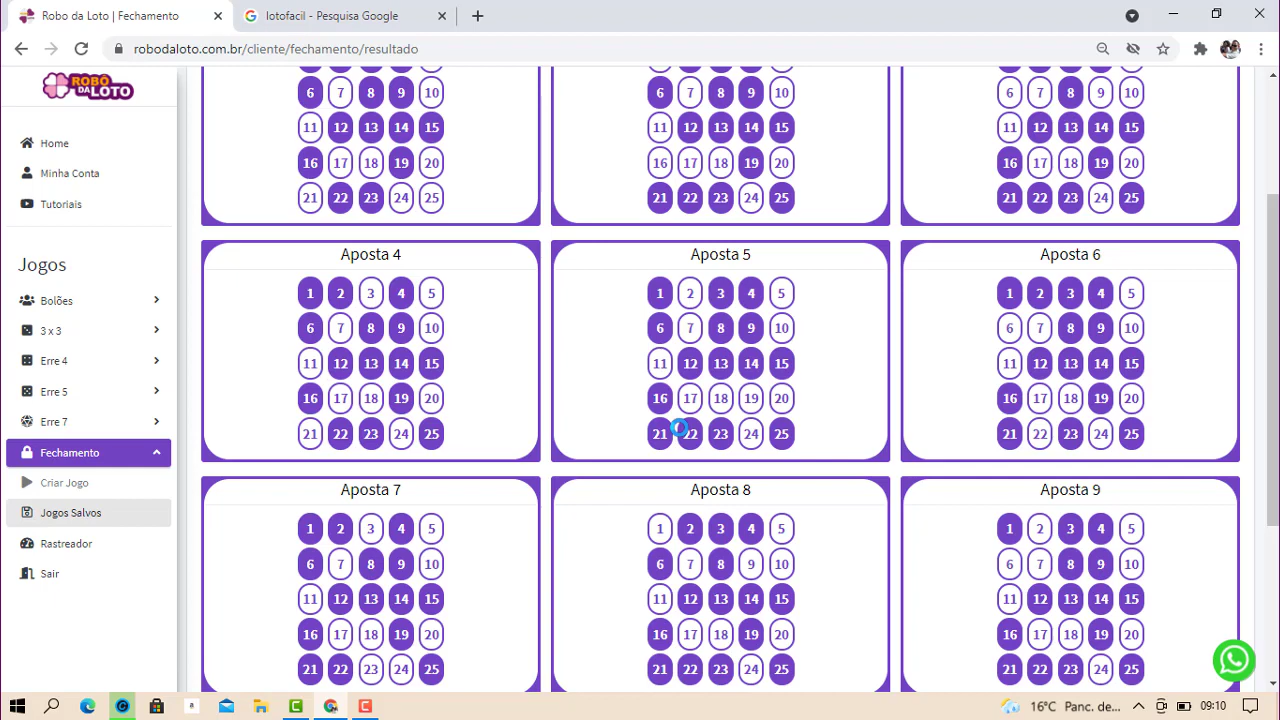 Robo da Loto | Fechamento
lotofacil - Pesquisa Google
robodaloto.com.br/cliente/fechamento/resultado
ROBÔ
DA LOTO
Home
Minha Conta
Tutoriais
Jogos
Bolões
3 x 3
Erre 4
Erre 5
Erre 7
Fechamento
Criar Jogo
Jogos Salvos
Rastreador
Sair
6 7 8 9 10
11 12 13 14 15
16 17 18 19 20
21 22 23 24 25
6 7 8 9 10
11 12 13 14 15
16 17 18 19 20
21 22 23 24 25
6 7 8 9 10
11 12 13 14 15
16 17 18 19 20
21 22 23 24 25
Aposta 4
1 2 3 4 5
6 7 8 9 10
11 12 13 14 15
16 17 18 19 20
21 22 23 24 25
Aposta 5
1 2 3 4 5
6 7 8 9 10
11 12 13 14 15
16 17 18 19 20
21 22 23 24 25
Aposta 6
1 2 3 4 5
6 7 8 9 10
11 12 13 14 15
16 17 18 19 20
21 22 23 24 25
Aposta 7
1 2 3 4 5
6 7 8 9 10
11 12 13 14 15
16 17 18 19 20
21 22 23 24 25
Aposta 8
1 2 3 4 5
6 7 8 9 10
11 12 13 14 15
16 17 18 19 20
21 22 23 24 25
Aposta 9
1 2 3 4 5
6 7 8 9 10
11 12 13 14 15
16 17 18 19 20
21 22 23 24 25
16°C Panc. de... 09:10